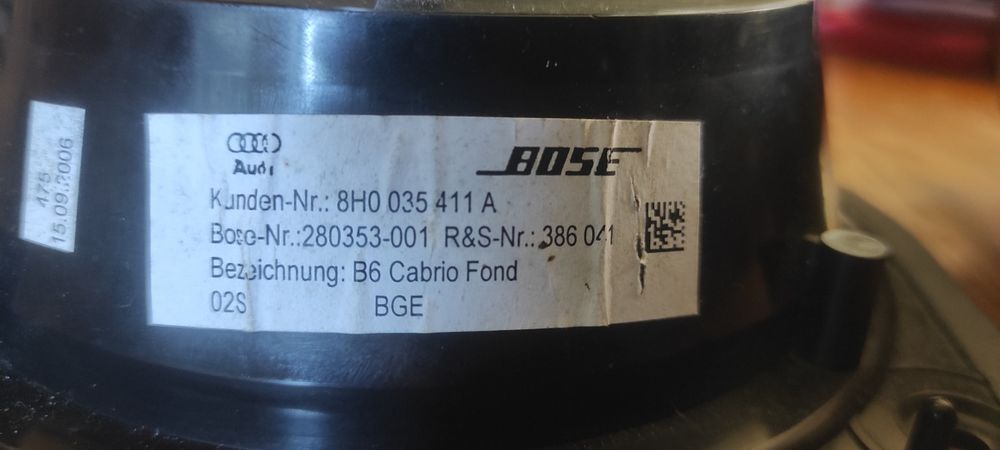 475
15.09.2006
Audi
BOSE
Kunden-Nr.: 8H0 035 411 A
Bose-Nr.:280353-001 R&S-Nr.: 386 041
Bezeichnung: B6 Cabrio Fond
02S BGE